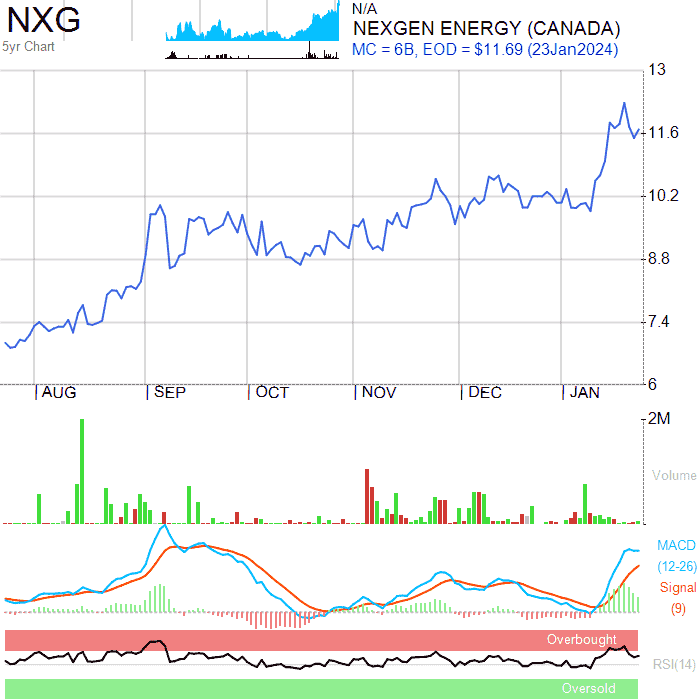 NXG
5yr Chart
N/A
NEXGEN ENERGY (CANADA)
MC = 6B, EOD = $11.69 (23Jan2024)
13
11.6
10.2
8.8
7.4
6
AUG SEP OCT NOV DEC JAN
2M
Volume
MACD
(12-26)
Signal
(9)
Overbought
RSI(14)
Oversold